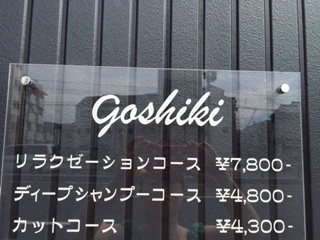 Goshiki
リラクゼーションコース ¥7,800-
ディープシャンプーコース ¥4,800-
カットコース ¥4,300-